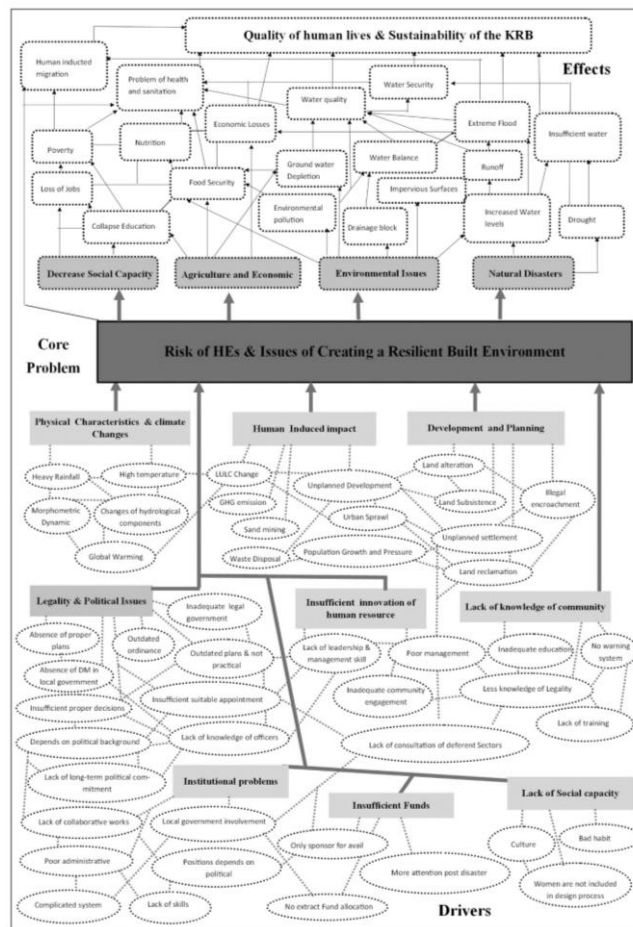 Quality of human lives & Sustainability of the KRB
Effects
Human inducted
migration
Problem of health
and sanitation
Water quality
Water Security
Economic Losses
Extreme Flood
Insufficient water
Poverty
Nutrition
Ground water
Depletion
Water Balance
Runoff
Loss of Jobs
Food Security
Environmental
pollution
Impervious Surfaces
Collapse Education
Drainage block
Increased Water
levels
Drought
Decrease Social Capacity
Agriculture and Economic
Environmental Issues
Natural Disasters
Core
Problem
Risk of HEs & Issues of Creating a Resilient Built Environment
Physical Characteristics & climate
Changes
Human Induced impact
Development and Planning
Heavy Rainfall
High temperature
LULC Change
Unplanned Development
Land alteration
Illegal
encroachment
Morphometric
Dynamic
Changes of hydrological
components
GHG emission
Land Subsistence
Sand mining
Urban Sprawl
Unplanned settlement
Global Warming
Waste Disposal
Population Growth and Pressure
Land reclamation
Legality & Political Issues
Inadequate legal
government
Insufficient innovation of
human resource
Lack of knowledge of community
Absence of proper
plans
Outdated
ordinance
Outdated plans & not
practical
Lack of leadership &
management skill
Poor management
Inadequate education
No warning
system
Absence of DM in
local government
Insufficient suitable appointment
Inadequate community
engagement
Less knowledge of Legality
Insufficient proper decisions
Lack of training
Depends on political background
Lack of knowledge of officers
Lack of consultation of deferent Sectors
Lack of long-term political com-
mitment
Institutional problems
Insufficient Funds
Lack of Social capacity
Lack of collaborative works
Local government involvement
Only sponsor for avail
Culture
Bad habit
Poor administrative
Positions depends on
political
More attention post disaster
Women are not included
in design process
Complicated system
Lack of skills
No extract Fund allocation
Drivers